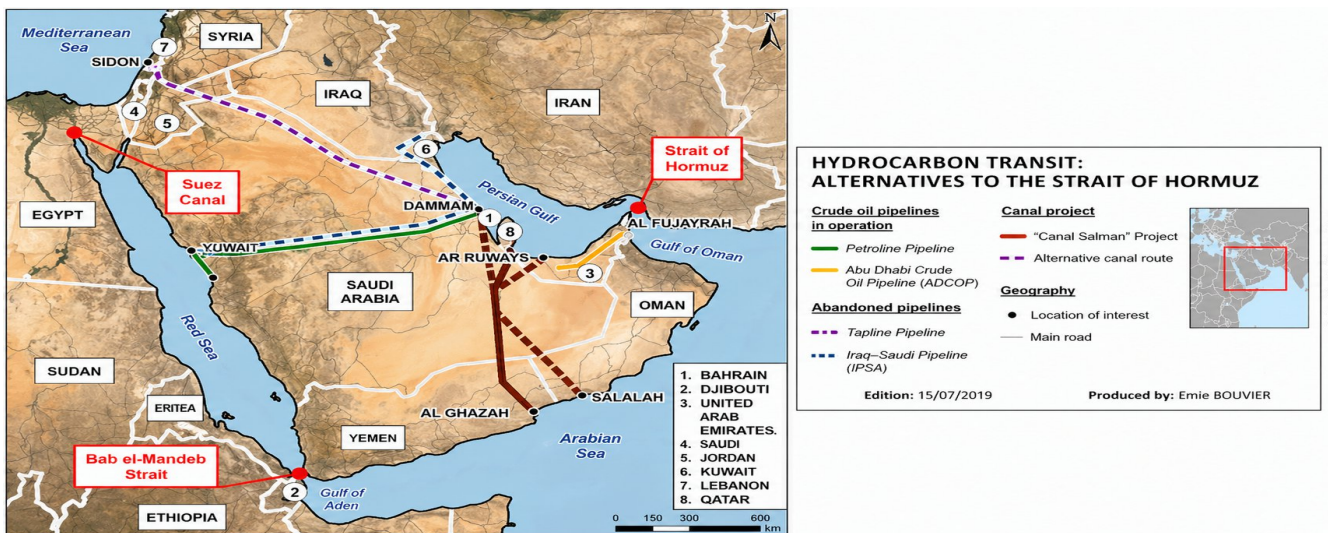 Mediterranean
Sea
7
SYRIA
SIDON
IRAQ
IRAN
N
4
5
6
Strait of
Hormuz
Suez
Canal
Persian Gulf
DAMMAM
1
8
AL FUJAYRAH
EGYPT
YUWAIT
AR RUWAYS
Gulf of Oman
3
SAUDI
ARABIA
OMAN
Red Sea
SUDAN
ERITEA
AL GHAZAH
SALALAH
YEMEN
Arabian
Sea
Bab el-Mandeb
Strait
2
Gulf of
Aden
ETHIOPIA
1. BAHRAIN
2. DJIBOUTI
3. UNITED
ARAB
EMIRATES.
4. SAUDI
5. JORDAN
6. KUWAIT
7. LEBANON
8. QATAR
0 150 300 600
km
HYDROCARBON TRANSIT:
ALTERNATIVES TO THE STRAIT OF HORMUZ
Crude oil pipelines
in operation
Petroline Pipeline
Abu Dhabi Crude
Oil Pipeline (ADCOP)
Abandoned pipelines
Tapline Pipeline
Iraq–Saudi Pipeline
(IPSA)
Canal project
“Canal Salman” Project
Alternative canal route
Geography
Location of interest
Main road
Edition: 15/07/2019
Produced by: Emie BOUVIER